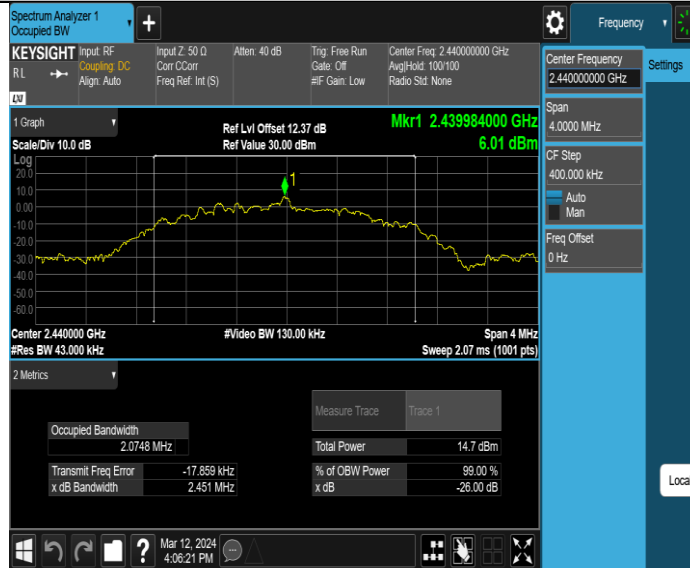 Spectrum Analyzer 1
Occupied BW
Frequency
KEYSIGHT
RL
LXI
Input: RF
Coupling: DC
Align: Auto
Input Z: 50 Ω
Corr CCorr
Freq Ref: Int (S)
Atten: 40 dB
Trig: Free Run
Gate: Off
#IF Gain: Low
Center Freq: 2.440000000 GHz
Avg|Hold: 100/100
Radio Std: None
Center Frequency
2.440000000 GHz
Settings
Span
4.0000 MHz
CF Step
400.000 kHz
Auto
Man
Freq Offset
0 Hz
1 Graph
Scale/Div 10.0 dB
Ref Lvl Offset 12.37 dB
Ref Value 30.00 dBm
Mkr1 2.439984000 GHz
6.01 dBm
Log
20.0
10.0
0.00
-10.0
-20.0
-30.0
-40.0
-50.0
-60.0
1
Center 2.440000 GHz
#Res BW 43.000 kHz
#Video BW 130.00 kHz
Span 4 MHz
Sweep 2.07 ms (1001 pts)
2 Metrics
Measure Trace Trace 1
Occupied Bandwidth
2.0748 MHz
Total Power 14.7 dBm
Transmit Freq Error -17.859 kHz
% of OBW Power 99.00 %
x dB Bandwidth 2.451 MHz
x dB -26.00 dB
Loca
?
Mar 12, 2024
4:06:21 PM